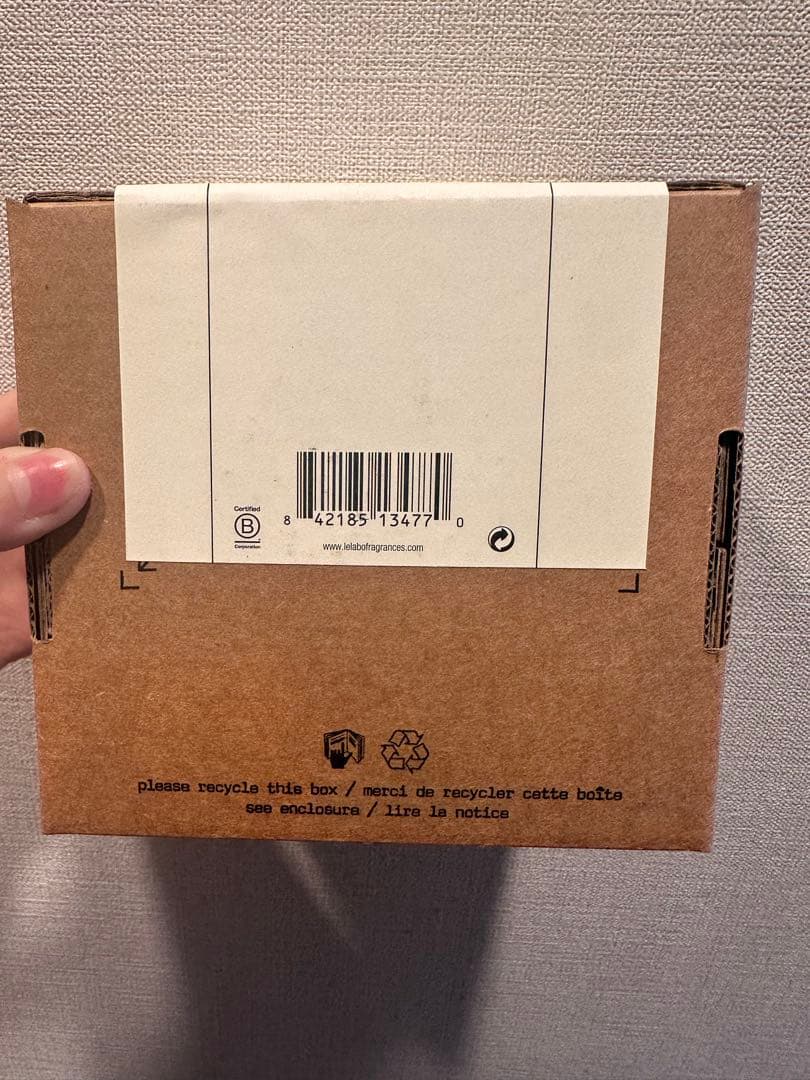 Certified
B
Corporation
8 42185 13477 0
www.lelabofragrances.com
please recycle this box / merci de recycler cette boîte
see enclosure / lire la notice